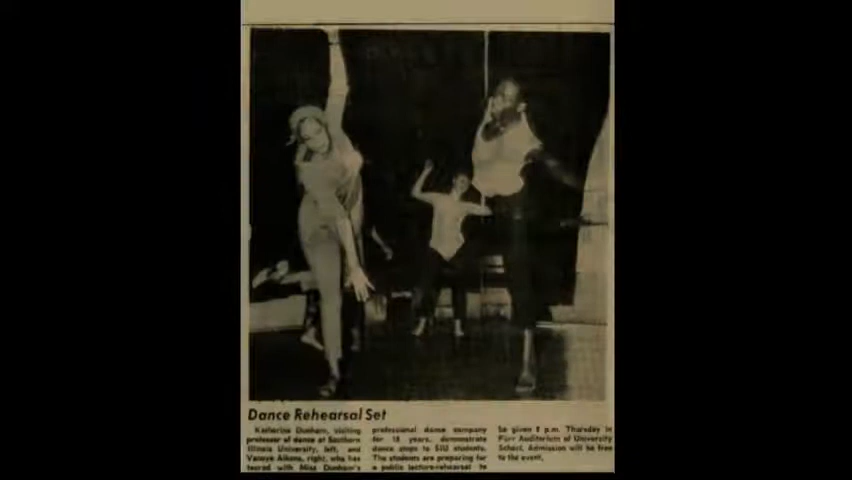 Dance Rehearsal Set
Katherine Dunham, visiting
professor of dance at Southern
Illinois University, left, and
Vanoye Aikens, right, who has
toured with Miss Dunham's
professional dance company
for 18 years, demonstrate
dance steps to SIU students.
The students are preparing for
a public lecture-rehearsal to
be given 8 p.m. Thursday in
Furr Auditorium of University
School. Admission will be free
to the event.